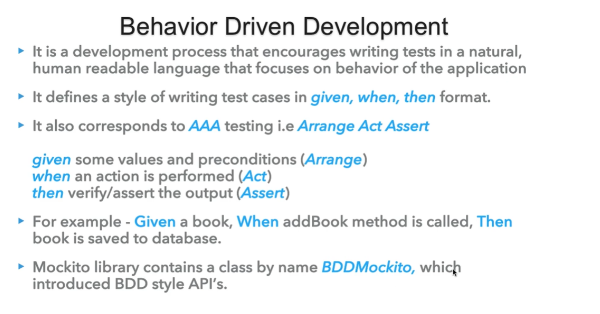 Behavior Driven Development
It is a development process that encourages writing tests in a natural,
human readable language that focuses on behavior of the application
It defines a style of writing test cases in given, when, then format.
It also corresponds to AAA testing i.e Arrange Act Assert
given some values and preconditions (Arrange)
when an action is performed (Act)
then verify/assert the output (Assert)
For example - Given a book, When addBook method is called, Then
book is saved to database.
Mockito library contains a class by name BDDMockito, which
introduced BDD style API's.